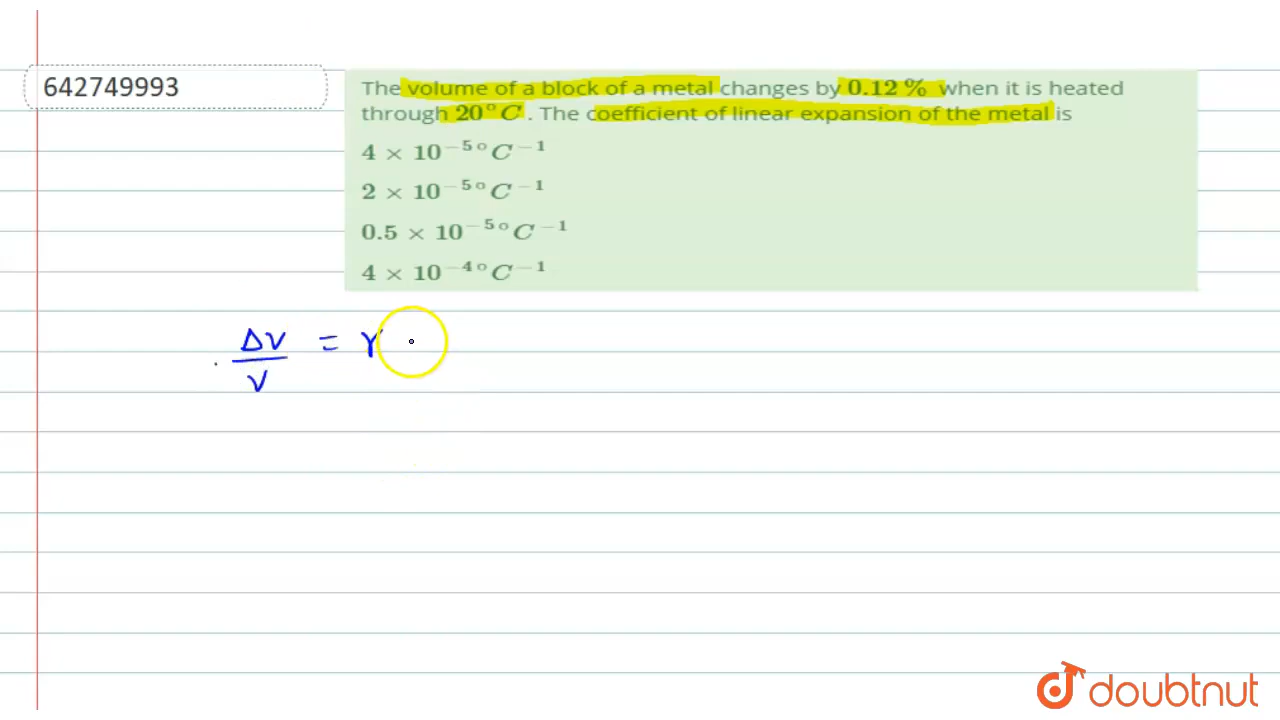 642749993
The volume of a block of a metal changes by 0.12 % when it is heated
through 20°C. The coefficient of linear expansion of the metal is
4 × 10⁻⁵°C⁻¹
2 × 10⁻⁵°C⁻¹
0.5 × 10⁻⁵°C⁻¹
4 × 10⁻⁴°C⁻¹
ΔV/V = γ
doubtnut